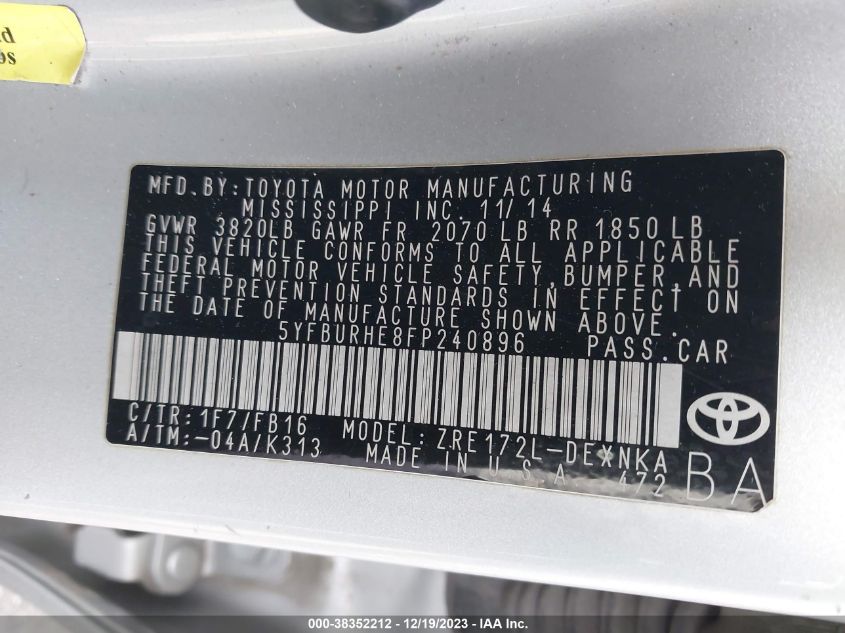 d
es
MFD. BY: TOYOTA MOTOR MANUFACTURING
MISSISSIPPI INC. 11/14
GVWR 3820LB GAWR FR 2070 LB RR 1850 LB
THIS VEHICLE CONFORMS TO ALL APPLICABLE
FEDERAL MOTOR VEHICLE SAFETY, BUMPER, AND
THEFT PREVENTION STANDARDS IN EFFECT ON
THE DATE OF MANUFACTURE SHOWN ABOVE.
5YFBURHE8FP240896 PASS. CAR
C/TR: 1F7/FB16 MODEL: ZRE172L-DEXNKA
A/TM: -04A/K313 MADE IN U.S.A. 472
BA
000-38352212 - 12/19/2023 - IAA, Inc.